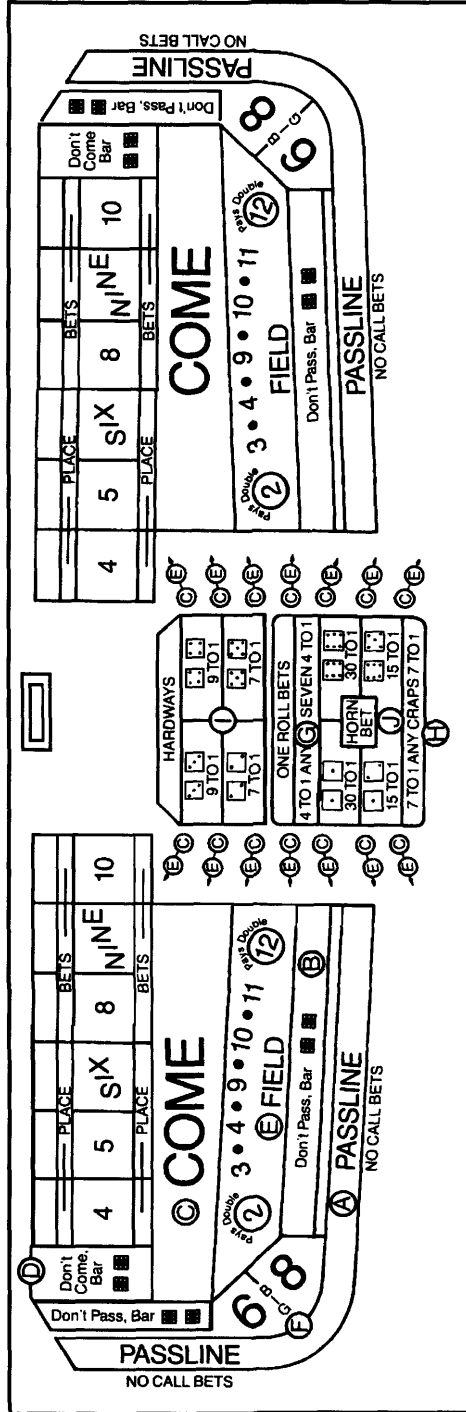 PASSLINE
NO CALL BETS
Don't Pass, Bar
D
Don't
Come,
Bar
PLACE BETS
4 5 SIX 8 NINE 10
PLACE BETS
C COME
Pays Double
2 3 • 4 • 9 • 10 • 11 12
Pays Double
E FIELD
6 8
BIG
F
Don't Pass, Bar B
A PASSLINE
NO CALL BETS
HARDWAYS
9 TO 1 9 TO 1
I
7 TO 1 7 TO 1
ONE ROLL BETS
4 TO 1 ANY SEVEN 4 TO 1
G
30 TO 1 30 TO 1
HORN
BET
15 TO 1 J 15 TO 1
7 TO 1 ANY CRAPS 7 TO 1
H
E C C E
E C C E
E C C E
E C C E
E C C E
E C C E
E C C E
PLACE BETS
4 5 SIX 8 NINE 10
PLACE BETS
Don't
Come
Bar
Don't Pass, Bar
PASSLINE
NO CALL BETS
COME
Pays Double
2 3 • 4 • 9 • 10 • 11 12
Pays Double
FIELD
6 8
BIG
Don't Pass, Bar
PASSLINE
NO CALL BETS